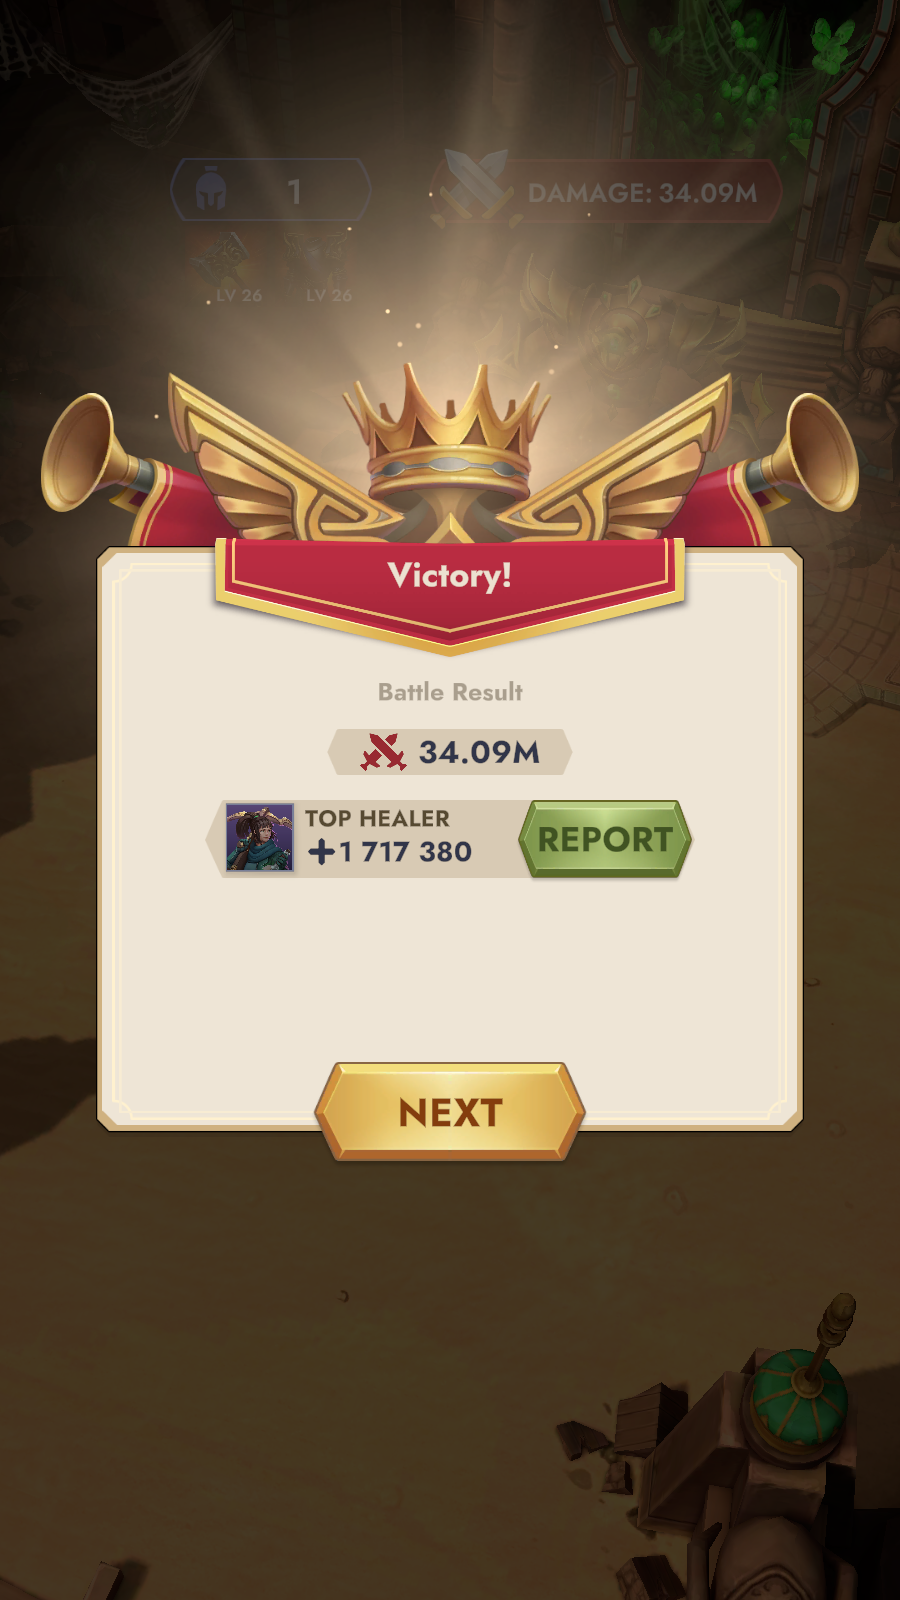 1
DAMAGE: 34.09M
LV 26 LV 26
Victory!
Battle Result
34.09M
TOP HEALER
+1 717 380
REPORT
NEXT